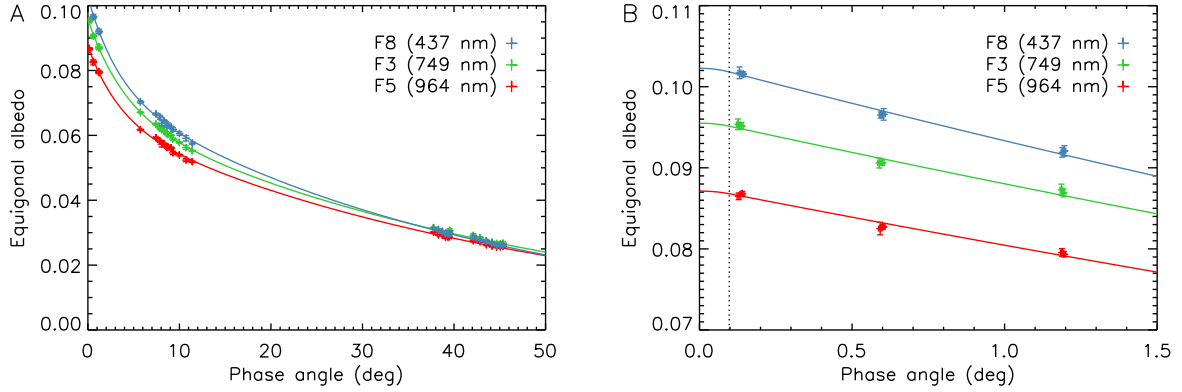 A
0.10
0.08
0.06
0.04
0.02
0.00
Equigonal albedo
F8 (437 nm)
F3 (749 nm)
F5 (964 nm)
0
10
20
30
40
50
Phase angle (deg)
B
0.11
0.10
0.09
0.08
0.07
Equigonal albedo
F8 (437 nm)
F3 (749 nm)
F5 (964 nm)
0.0
0.5
1.0
1.5
Phase angle (deg)